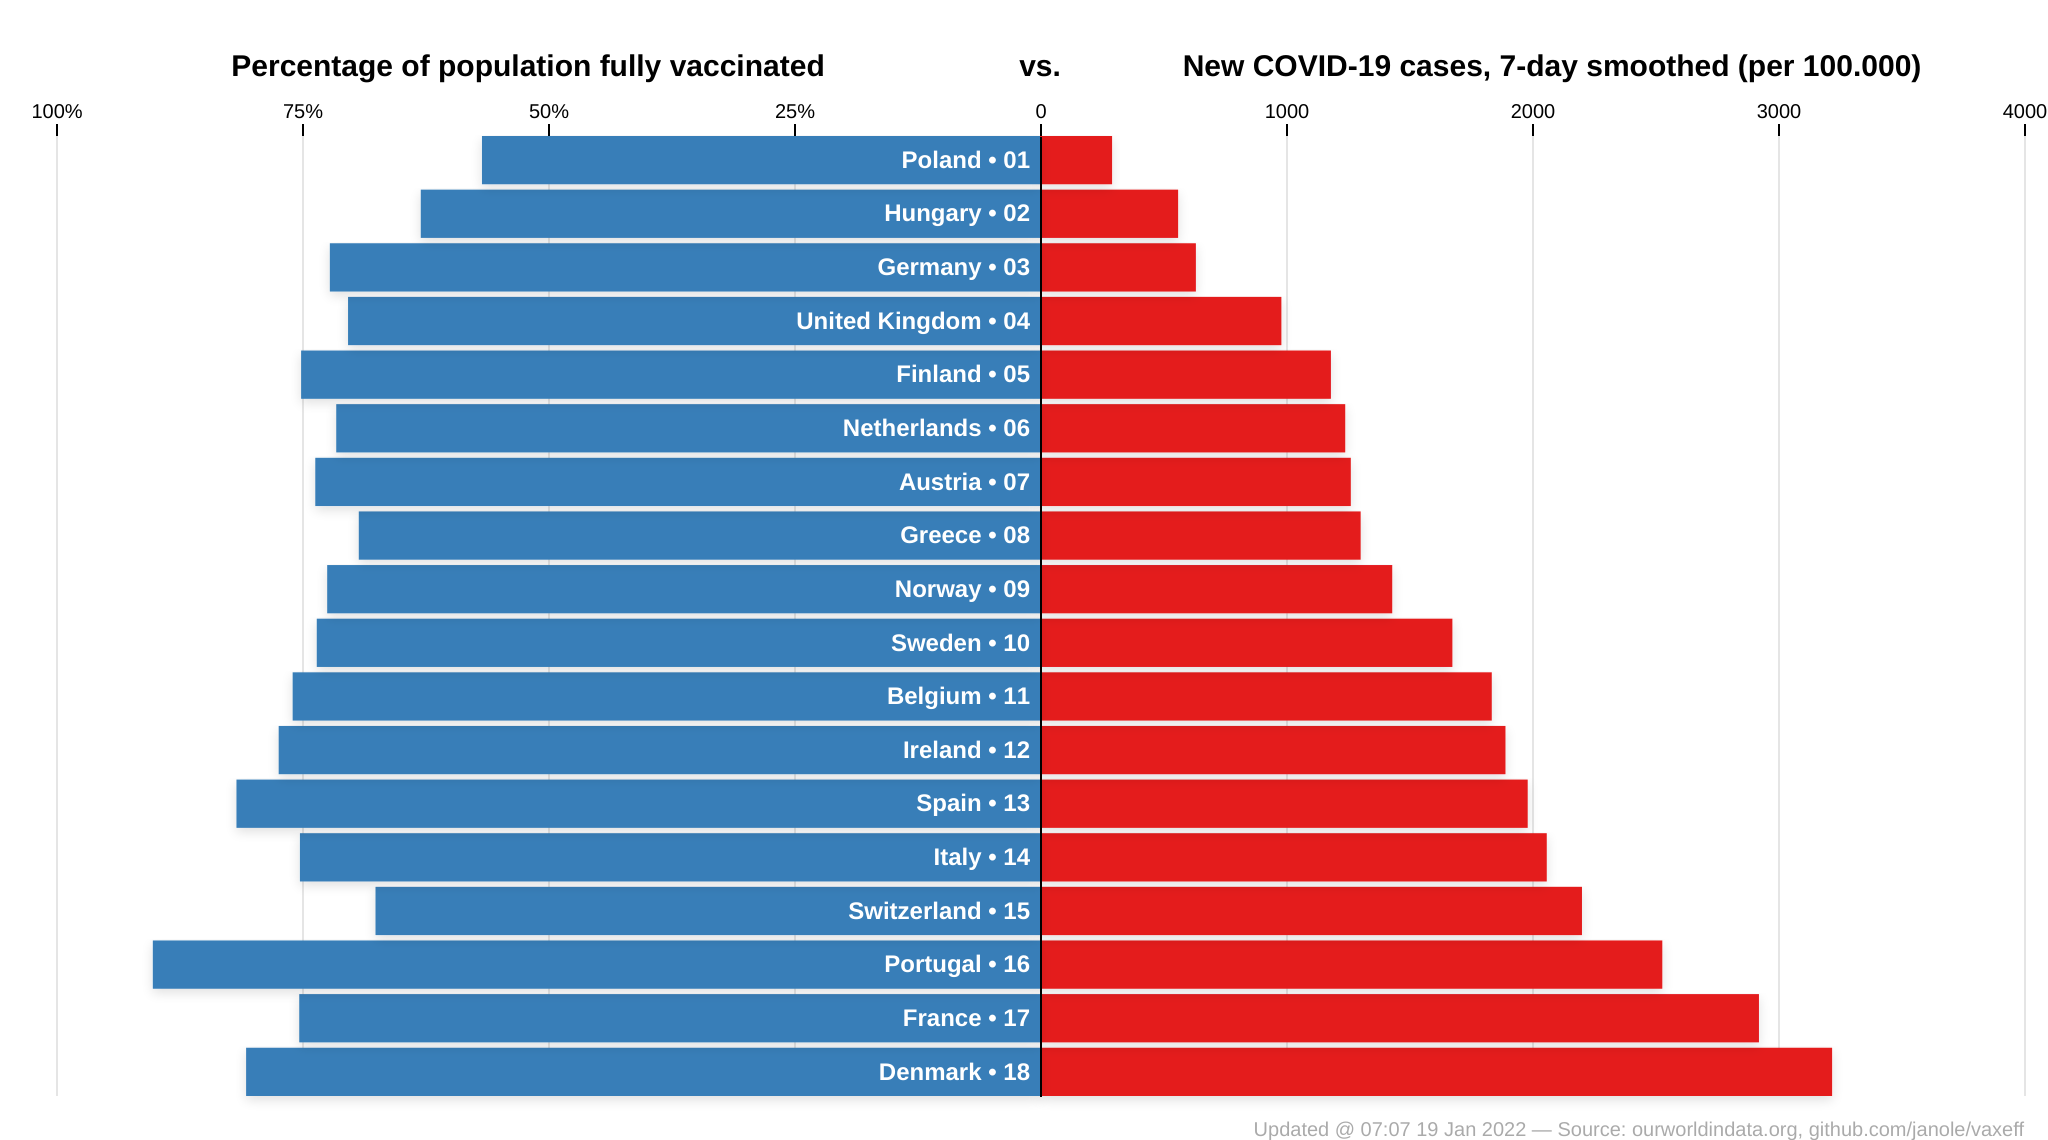 Percentage of population fully vaccinated vs. New COVID-19 cases, 7-day smoothed (per 100.000)
100% 75% 50% 25% 0 1000 2000 3000 4000
Poland • 01
Hungary • 02
Germany • 03
United Kingdom • 04
Finland • 05
Netherlands • 06
Austria • 07
Greece • 08
Norway • 09
Sweden • 10
Belgium • 11
Ireland • 12
Spain • 13
Italy • 14
Switzerland • 15
Portugal • 16
France • 17
Denmark • 18
Updated @ 07:07 19 Jan 2022 — Source: ourworldindata.org, github.com/janole/vaxeff